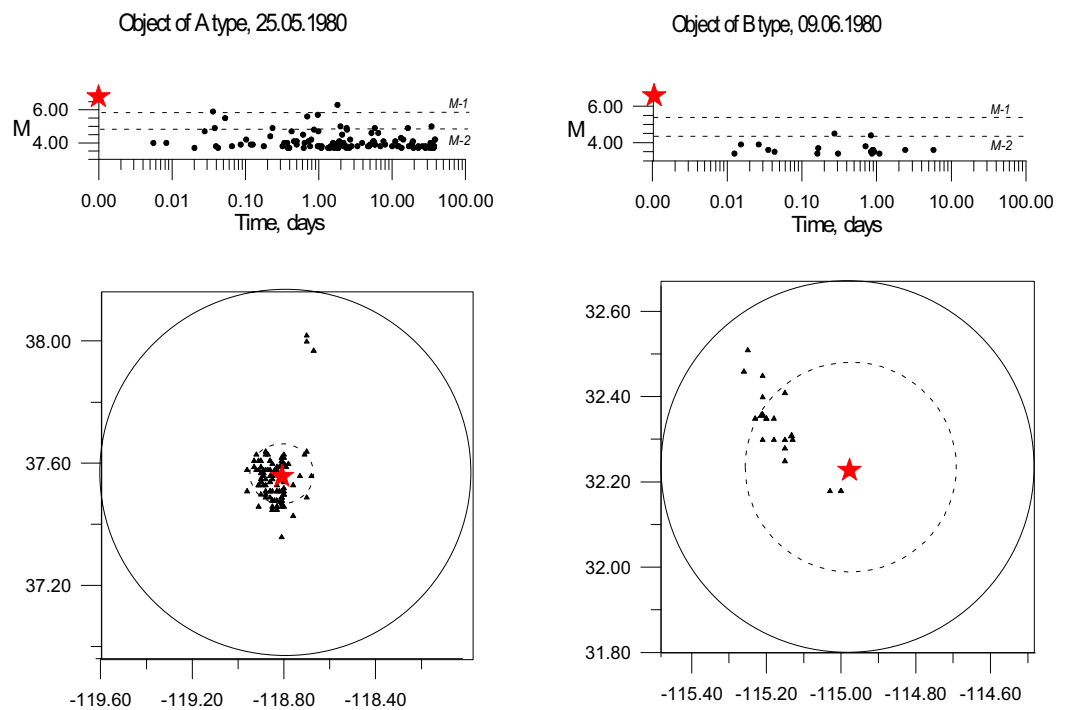 Object of A type, 25.05.1980
6.00
M
4.00
M-1
M-2
0.00 0.01 0.10 1.00 10.00 100.00
Time, days
38.00
37.60
37.20
-119.60 -119.20 -118.80 -118.40
Object of B type, 09.06.1980
6.00
M
4.00
M-1
M-2
0.00 0.01 0.10 1.00 10.00 100.00
Time, days
32.60
32.40
32.20
32.00
31.80
-115.40 -115.20 -115.00 -114.80 -114.60